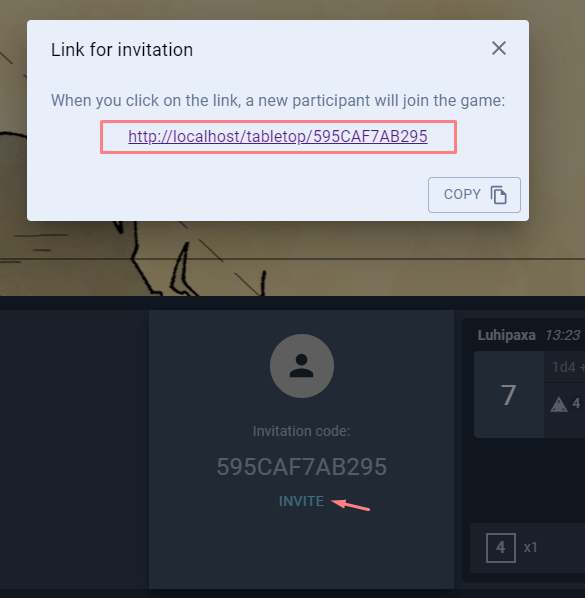 Link for invitation
When you click on the link, a new participant will join the game:
http://localhost/tabletop/595CAF7AB295
COPY
Luhipaxa 13:23
1d4 +
7
4
Invitation code:
595CAF7AB295
INVITE
4 x1